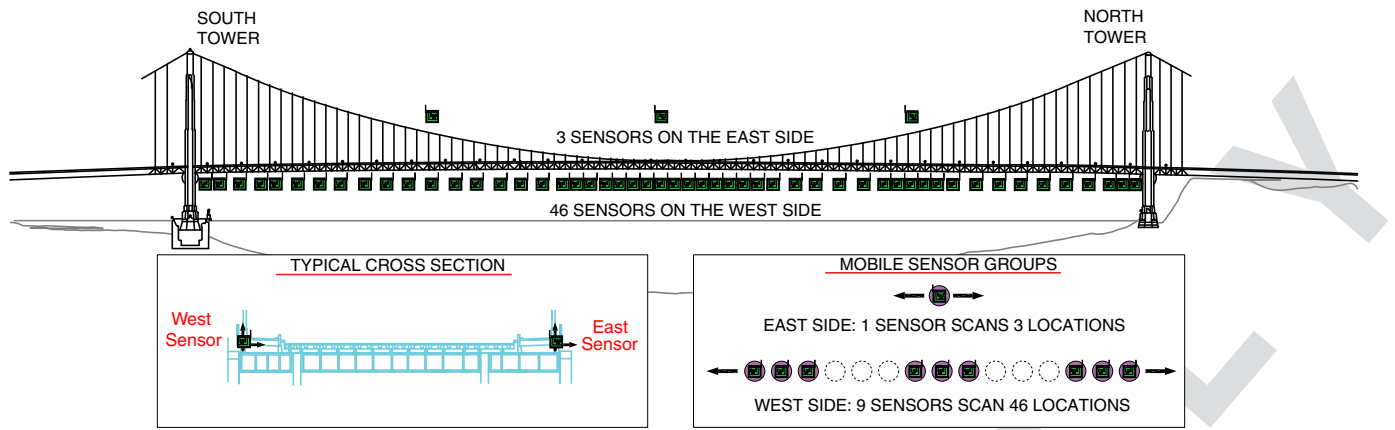 SOUTH
TOWER
NORTH
TOWER
3 SENSORS ON THE EAST SIDE
46 SENSORS ON THE WEST SIDE
TYPICAL CROSS SECTION
West
Sensor
East
Sensor
MOBILE SENSOR GROUPS
EAST SIDE: 1 SENSOR SCANS 3 LOCATIONS
WEST SIDE: 9 SENSORS SCAN 46 LOCATIONS